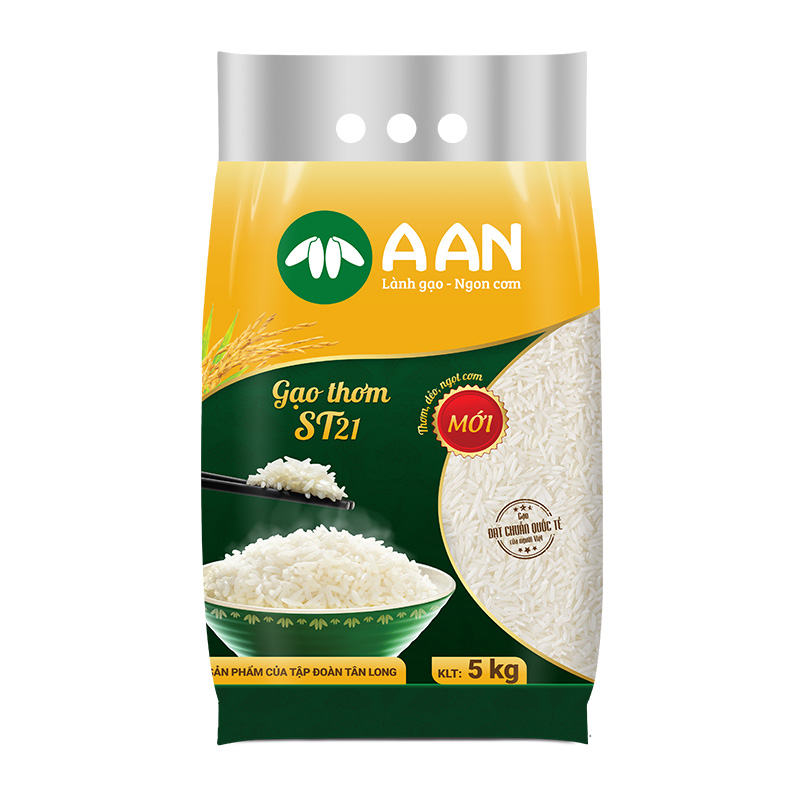 A AN
Lành gạo - Ngon cơm
Gạo thơm
ST21
Thơm, dẻo, ngọt cơm
MỚI
Gạo
ĐẠT CHUẨN QUỐC TẾ
của người Việt
SẢN PHẨM CỦA TẬP ĐOÀN TÂN LONG
KLT: 5 kg